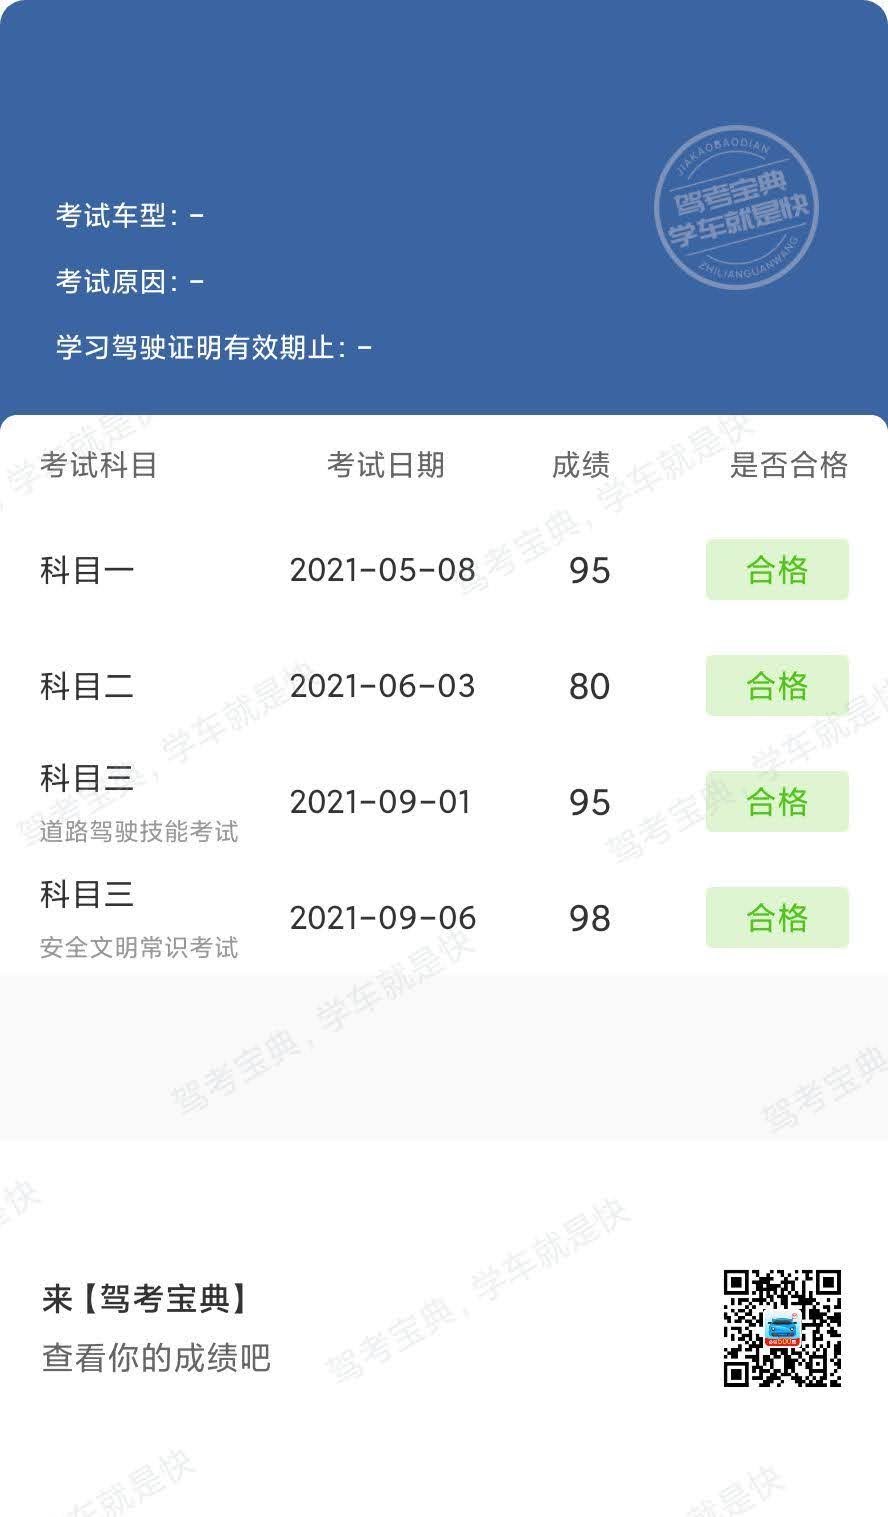 JIAKAOBAODIAN
驾考宝典
学车就是快
ZHILIANGUANWANG
考试车型：-
考试原因：-
学习驾驶证明有效期止：-
考试科目 考试日期 成绩 是否合格
科目一 2021-05-08 95 合格
科目二 2021-06-03 80 合格
科目三
道路驾驶技能考试 2021-09-01 95 合格
科目三
安全文明常识考试 2021-09-06 98 合格
驾考宝典，学车就是快
来【驾考宝典】
查看你的成绩吧